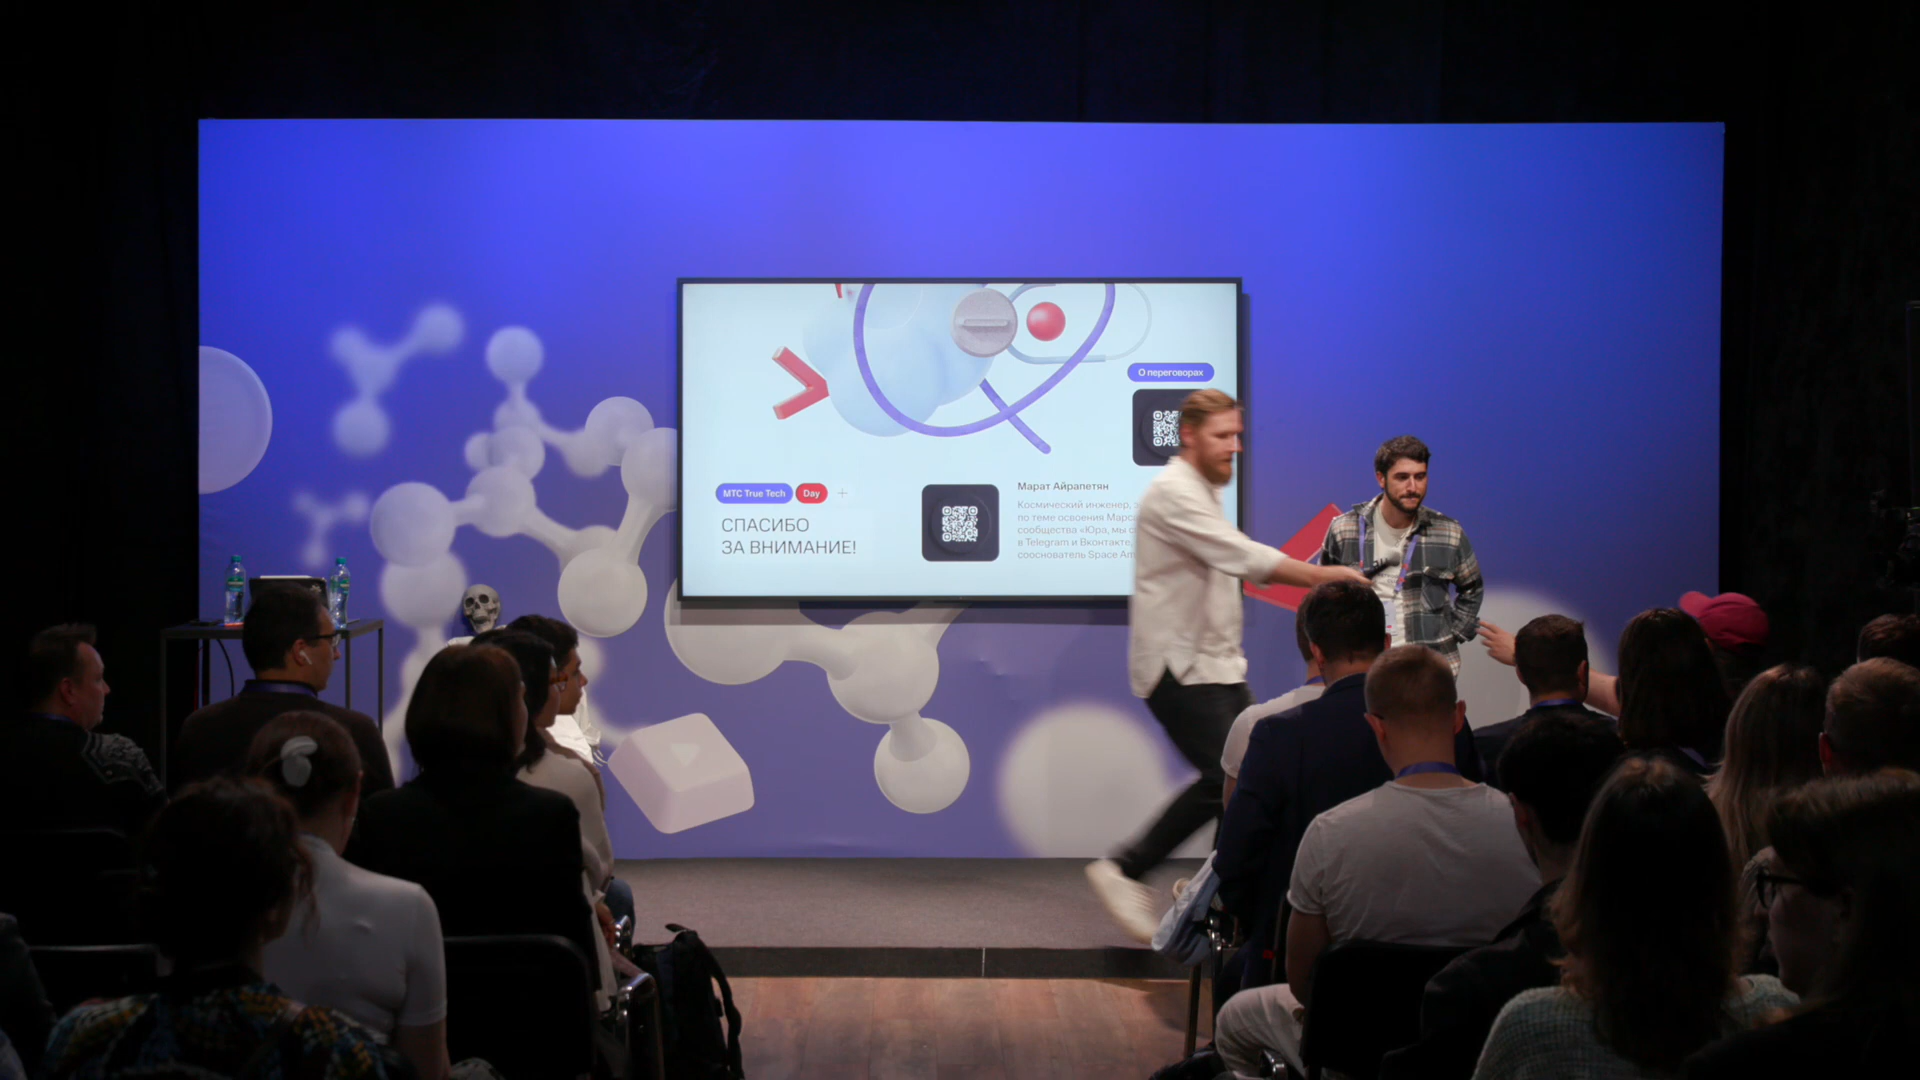 О переговорах
МТС True Tech Day
СПАСИБО
ЗА ВНИМАНИЕ!
Марат Айрапетян
Космический инженер,
по теме освоения Марса
сообщества «Юра, мы
в Telegram и Вконтакте,
сооснователь Space